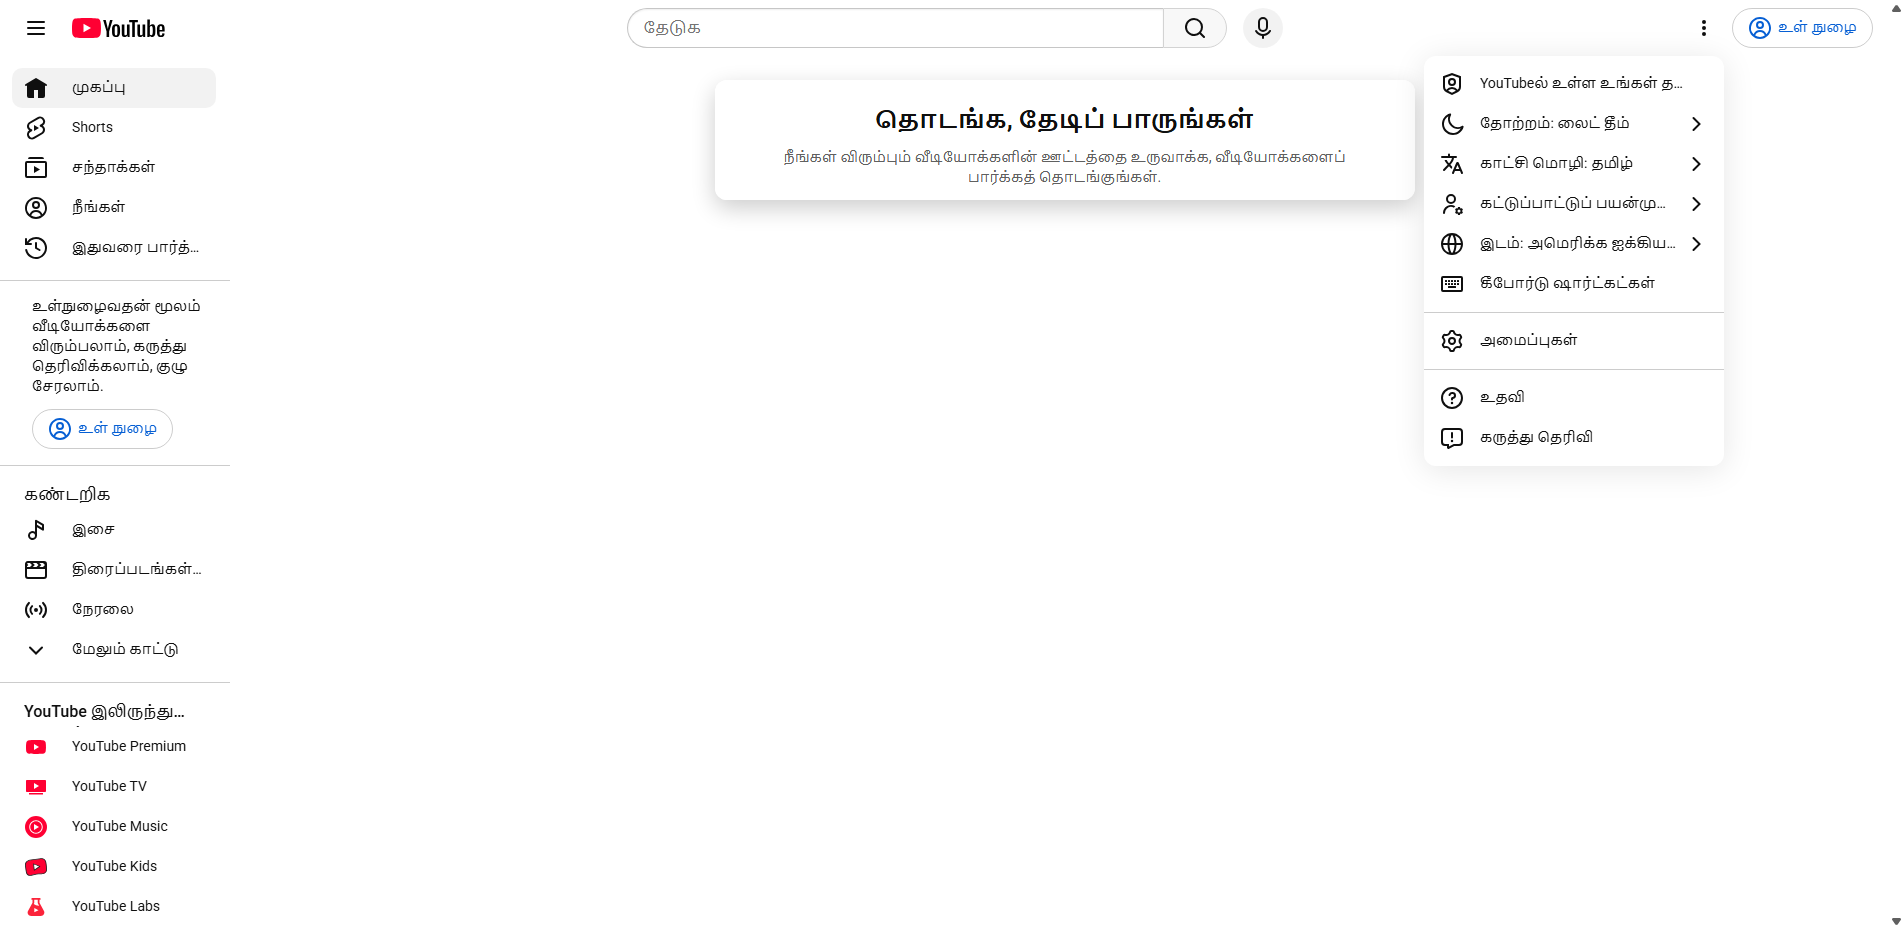 YouTube
தேடுக
உள் நுழை
முகப்பு
Shorts
சந்தாக்கள்
நீங்கள்
இதுவரை பார்த்...
உள்நுழைவதன் மூலம்
வீடியோக்களை
விரும்பலாம், கருத்து
தெரிவிக்கலாம், குழு
சேரலாம்.
உள் நுழை
கண்டறிக
இசை
திரைப்படங்கள்...
நேரலை
மேலும் காட்டு
YouTube இலிருந்து...
YouTube Premium
YouTube TV
YouTube Music
YouTube Kids
YouTube Labs
தொடங்க, தேடிப் பாருங்கள்
நீங்கள் விரும்பும் வீடியோக்களின் ஊட்டத்தை உருவாக்க, வீடியோக்களைப்
பார்க்கத் தொடங்குங்கள்.
YouTubeல் உள்ள உங்கள் த...
தோற்றம்: லைட் தீம்
காட்சி மொழி: தமிழ்
கட்டுப்பாட்டுப் பயன்மு...
இடம்: அமெரிக்க ஐக்கிய...
கீபோர்டு ஷார்ட்கட்கள்
அமைப்புகள்
உதவி
கருத்து தெரிவி